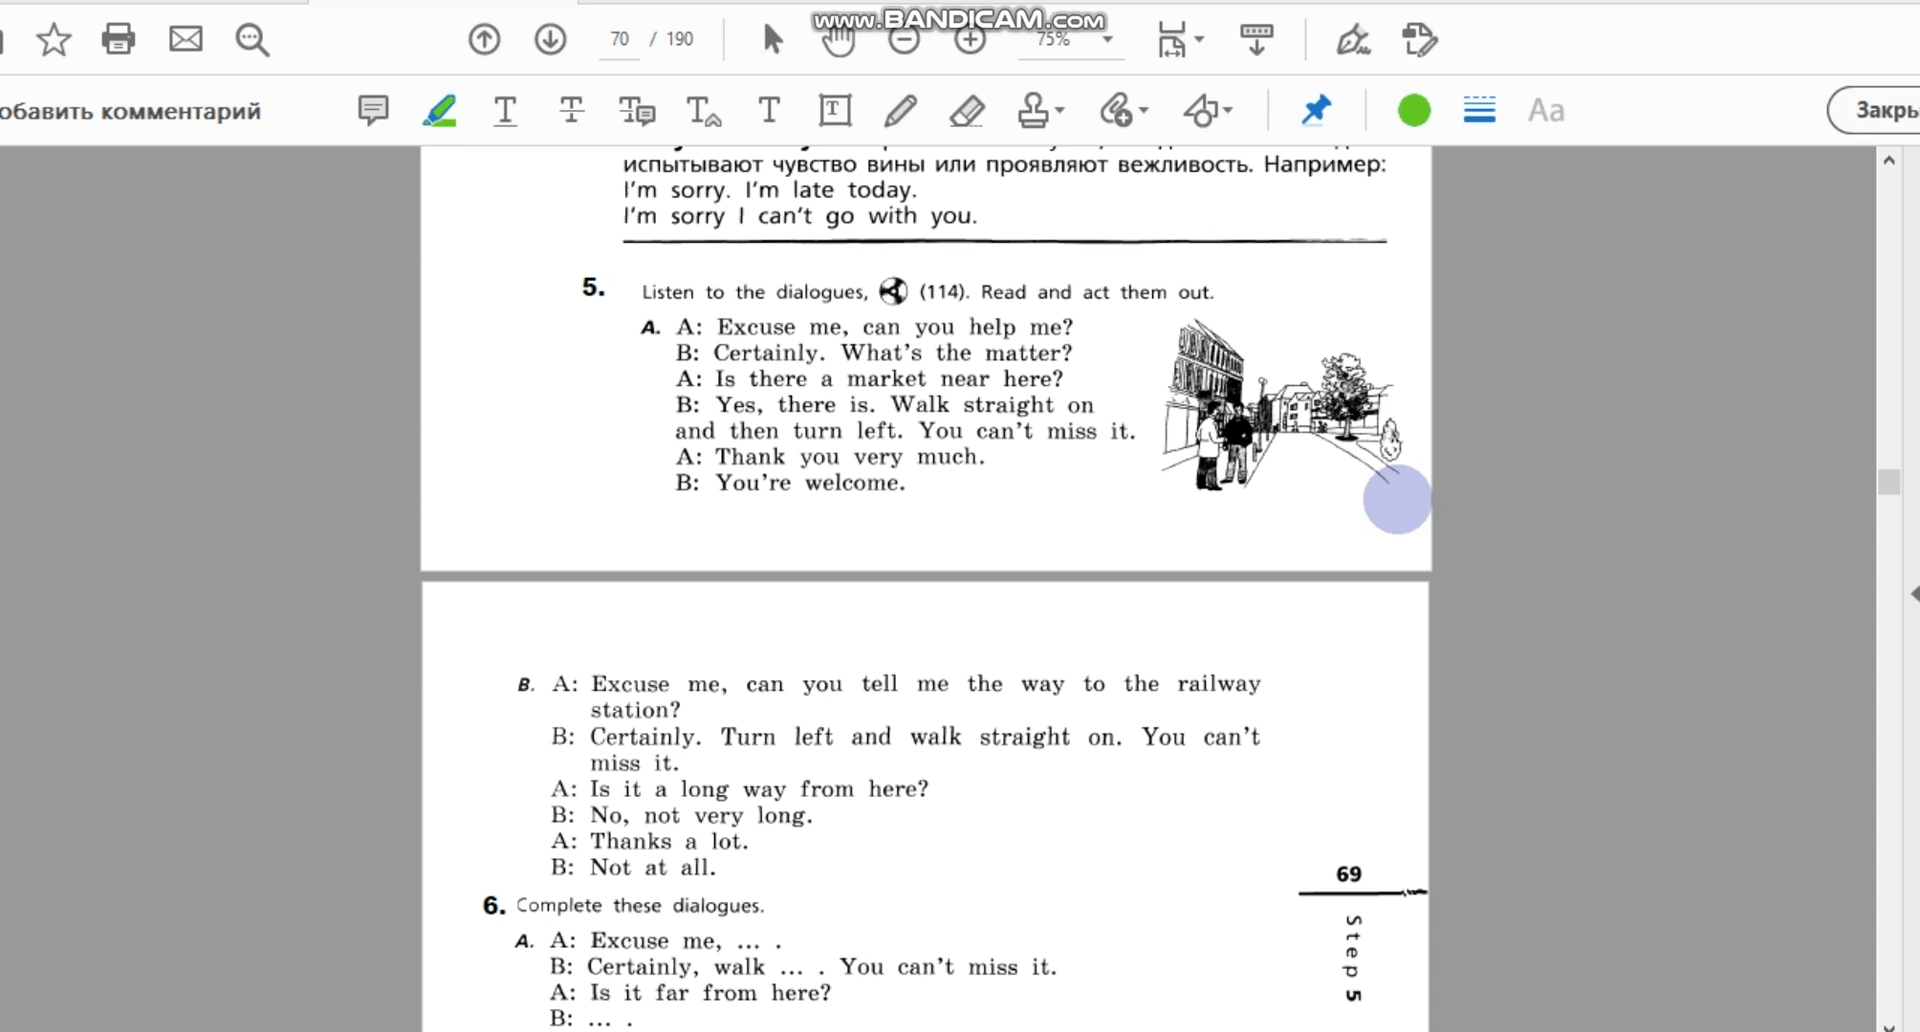 www.BANDICAM.com
70 / 190
75%
обавить комментарий
Aa
Закры
испытывают чувство вины или проявляют вежливость. Например:
I'm sorry. I'm late today.
I'm sorry I can't go with you.
5. Listen to the dialogues, (114). Read and act them out.
A. A: Excuse me, can you help me?
B: Certainly. What's the matter?
A: Is there a market near here?
B: Yes, there is. Walk straight on
and then turn left. You can't miss it.
A: Thank you very much.
B: You're welcome.
B. A: Excuse me, can you tell me the way to the railway
station?
B: Certainly. Turn left and walk straight on. You can't
miss it.
A: Is it a long way from here?
B: No, not very long.
A: Thanks a lot.
B: Not at all.
69
6. Complete these dialogues.
Step 5
A. A: Excuse me, ... .
B: Certainly, walk ... . You can't miss it.
A: Is it far from here?
B: ... .